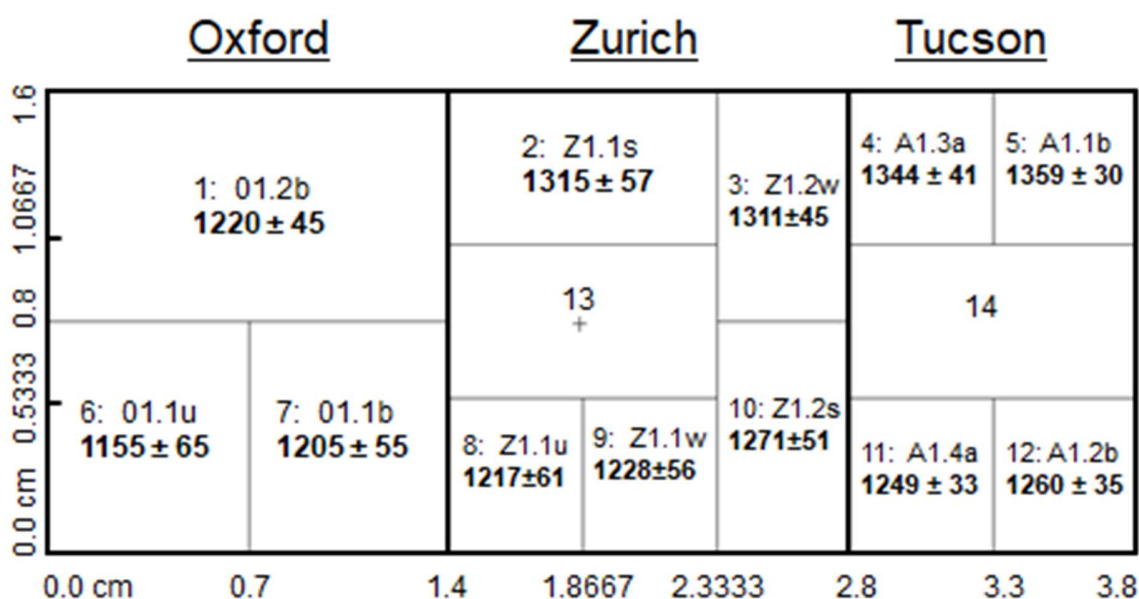 Oxford
Zurich
Tucson
1.6
1.0667
0.8
0.5333
0.0 cm
1: 01.2b
1220 ± 45
2: Z1.1s
1315 ± 57
3: Z1.2w
1311±45
4: A1.3a
1344 ± 41
5: A1.1b
1359 ± 30
13
+
14
6: 01.1u
1155 ± 65
7: 01.1b
1205 ± 55
8: Z1.1u
1217±61
9: Z1.1w
1228±56
10: Z1.2s
1271±51
11: A1.4a
1249 ± 33
12: A1.2b
1260 ± 35
0.0 cm
0.7
1.4
1.8667
2.3333
2.8
3.3
3.8